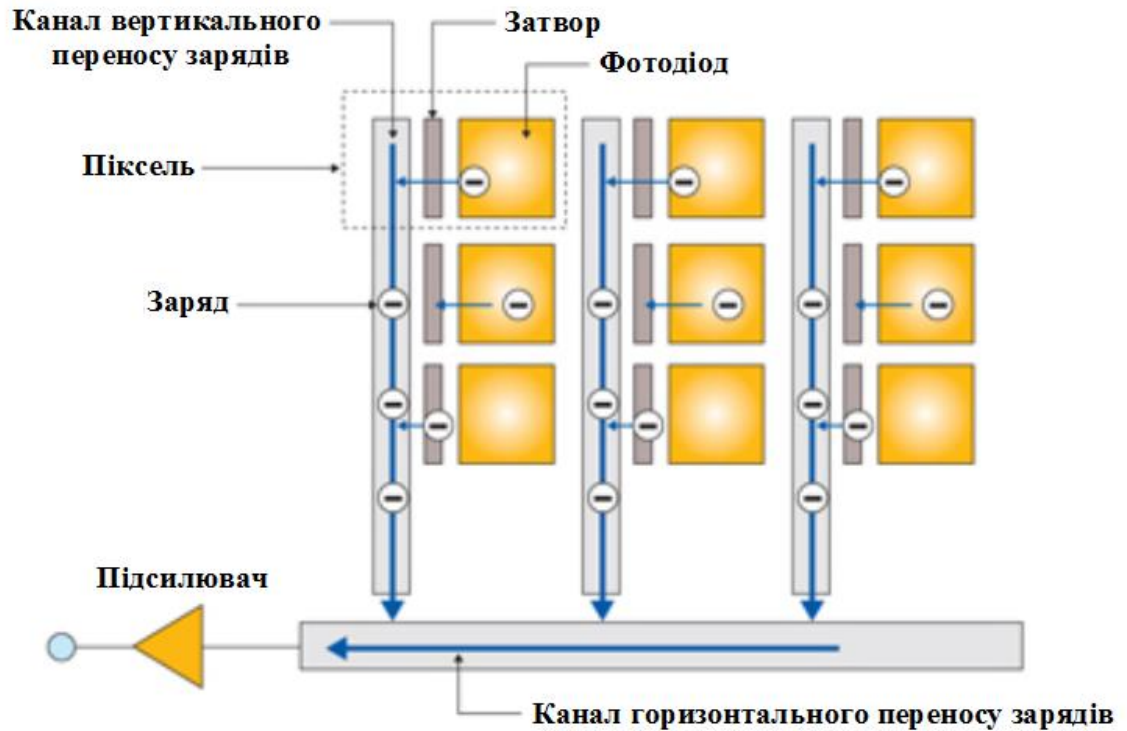 Канал вертикального
переносу зарядів
Затвор
Фотодіод
Піксель
Заряд
Підсилювач
Канал горизонтального переносу зарядів